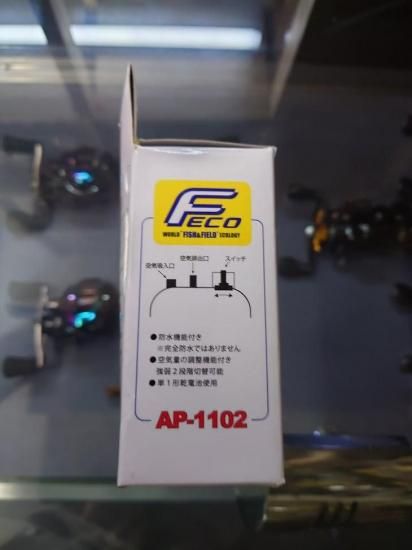 FECO
WORLD "FISH&FIELD" ECOLOGY
空気吸入口
空気排出口
スイッチ
● 防水機能付き
※完全防水ではありません
● 空気量の調整機能付き
強弱2段階切替可能
● 単1形乾電池使用
AP-1102